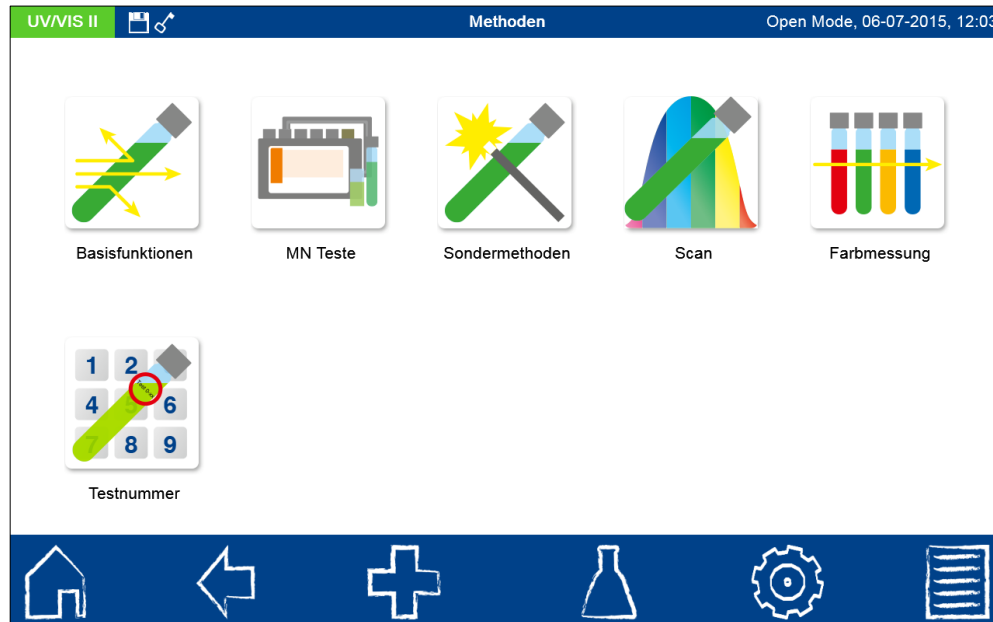 UV/VIS II Methoden Open Mode, 06-07-2015, 12:03
Basisfunktionen MN Teste Sondermethoden Scan Farbmessung
1 2
4 5 6
7 8 9
Testnummer